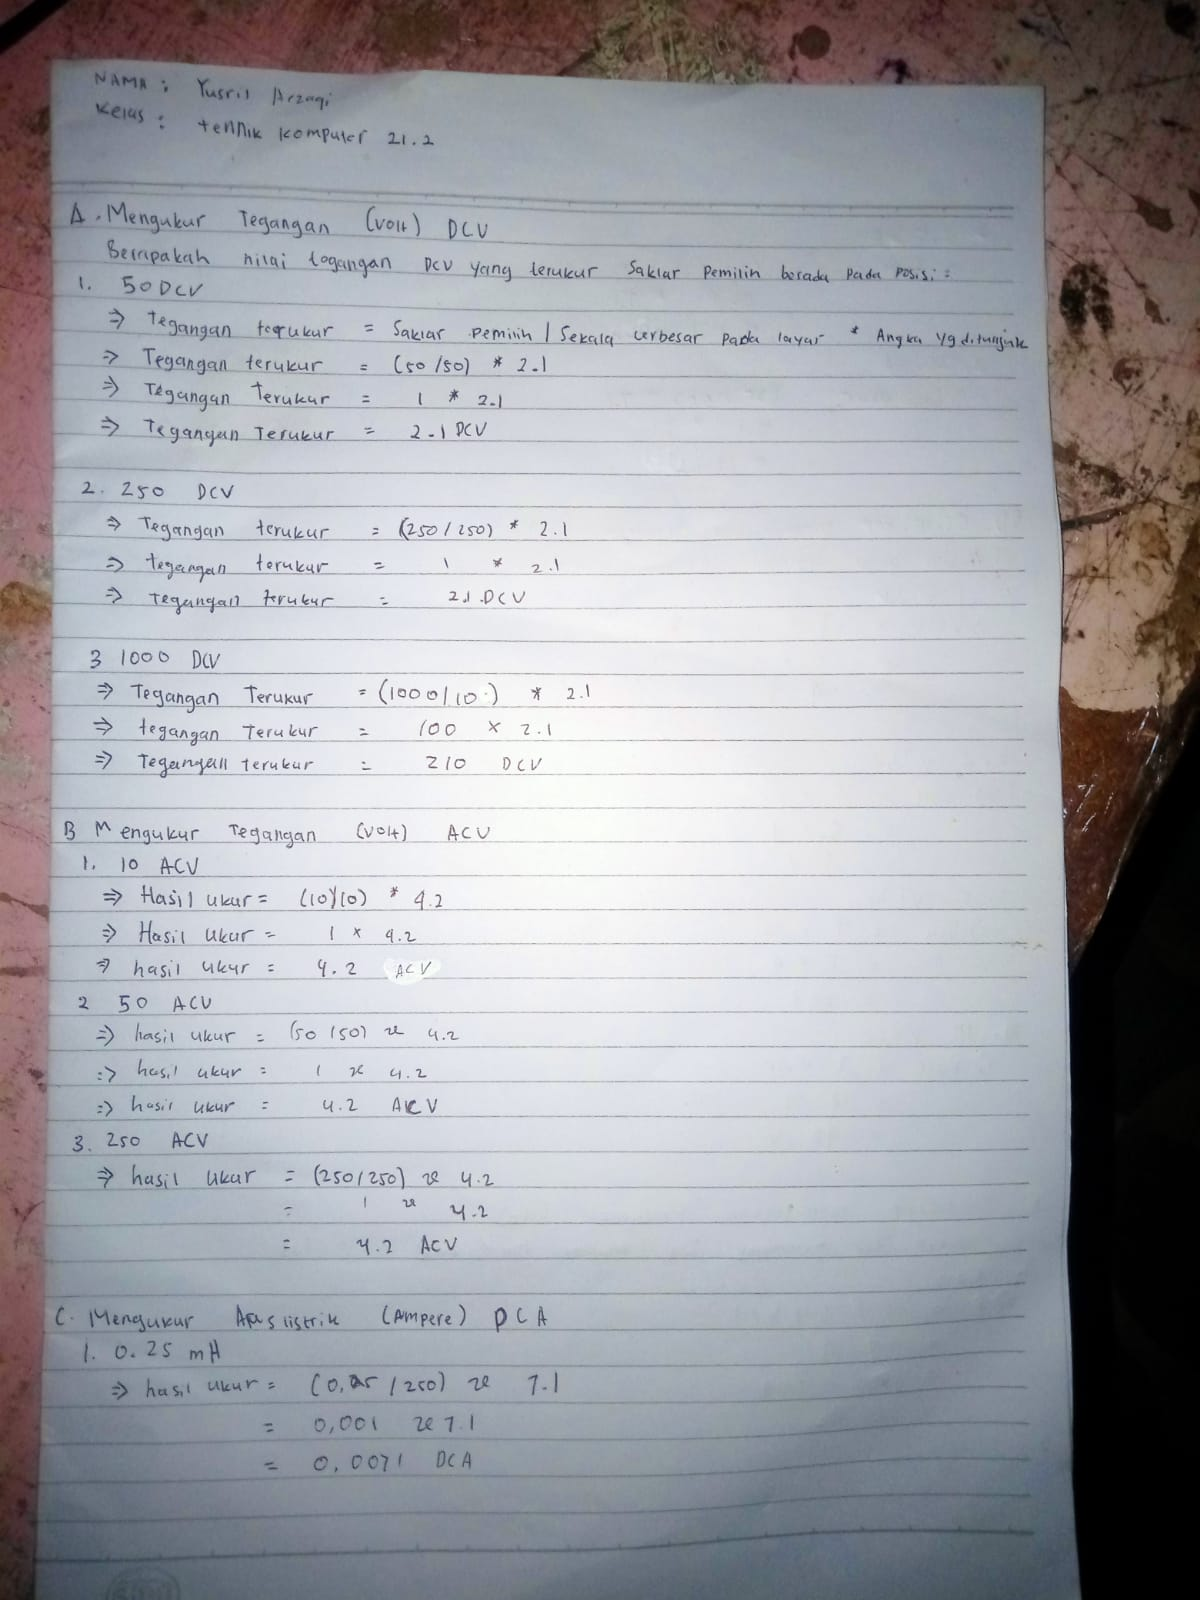 NAMA : Yusril Arzaqi
Kelas : teknik komputer 21.2
A. Mengukur Tegangan (volt) DCV
Berapakah nilai tegangan DCV yang terukur saklar pemilih berada pada posisi :
1. 50 DCV
⇒ Tegangan terukur = Saklar pemilih / Sekala terbesar pada layar * Angka yg ditunjuk
⇒ Tegangan terukur = (50/50) * 2.1
⇒ Tegangan Terukur = 1 * 2.1
⇒ Tegangan Terukur = 2.1 DCV
2. 250 DCV
⇒ Tegangan terukur = (250/250) * 2.1
⇒ tegangan terukur = 1 * 2.1
⇒ Tegangan terukur = 2.1 DCV
3 1000 DCV
⇒ Tegangan Terukur = (1000/10) * 2.1
⇒ tegangan Terukur = 100 x 2.1
⇒ Tegangan terukur = 210 DCV
B Mengukur Tegangan (volt) ACV
1. 10 ACV
⇒ Hasil ukur = (10/10) * 4.2
⇒ Hasil Ukur = 1 x 4.2
⇒ hasil ukur = 4.2 ACV
2 50 ACV
⇒ hasil ukur = (50/50) x 4.2
⇒ hasil ukur = 1 x 4.2
⇒ hasil ukur = 4.2 ACV
3. 250 ACV
⇒ hasil ukur = (250/250) x 4.2
= 1 x 4.2
= 4.2 ACV
C. Mengukur Arus listrik (Ampere) DCA
1. 0.25 mA
⇒ hasil ukur = (0,25/250) x 7.1
= 0,001 x 7.1
= 0,0071 DCA